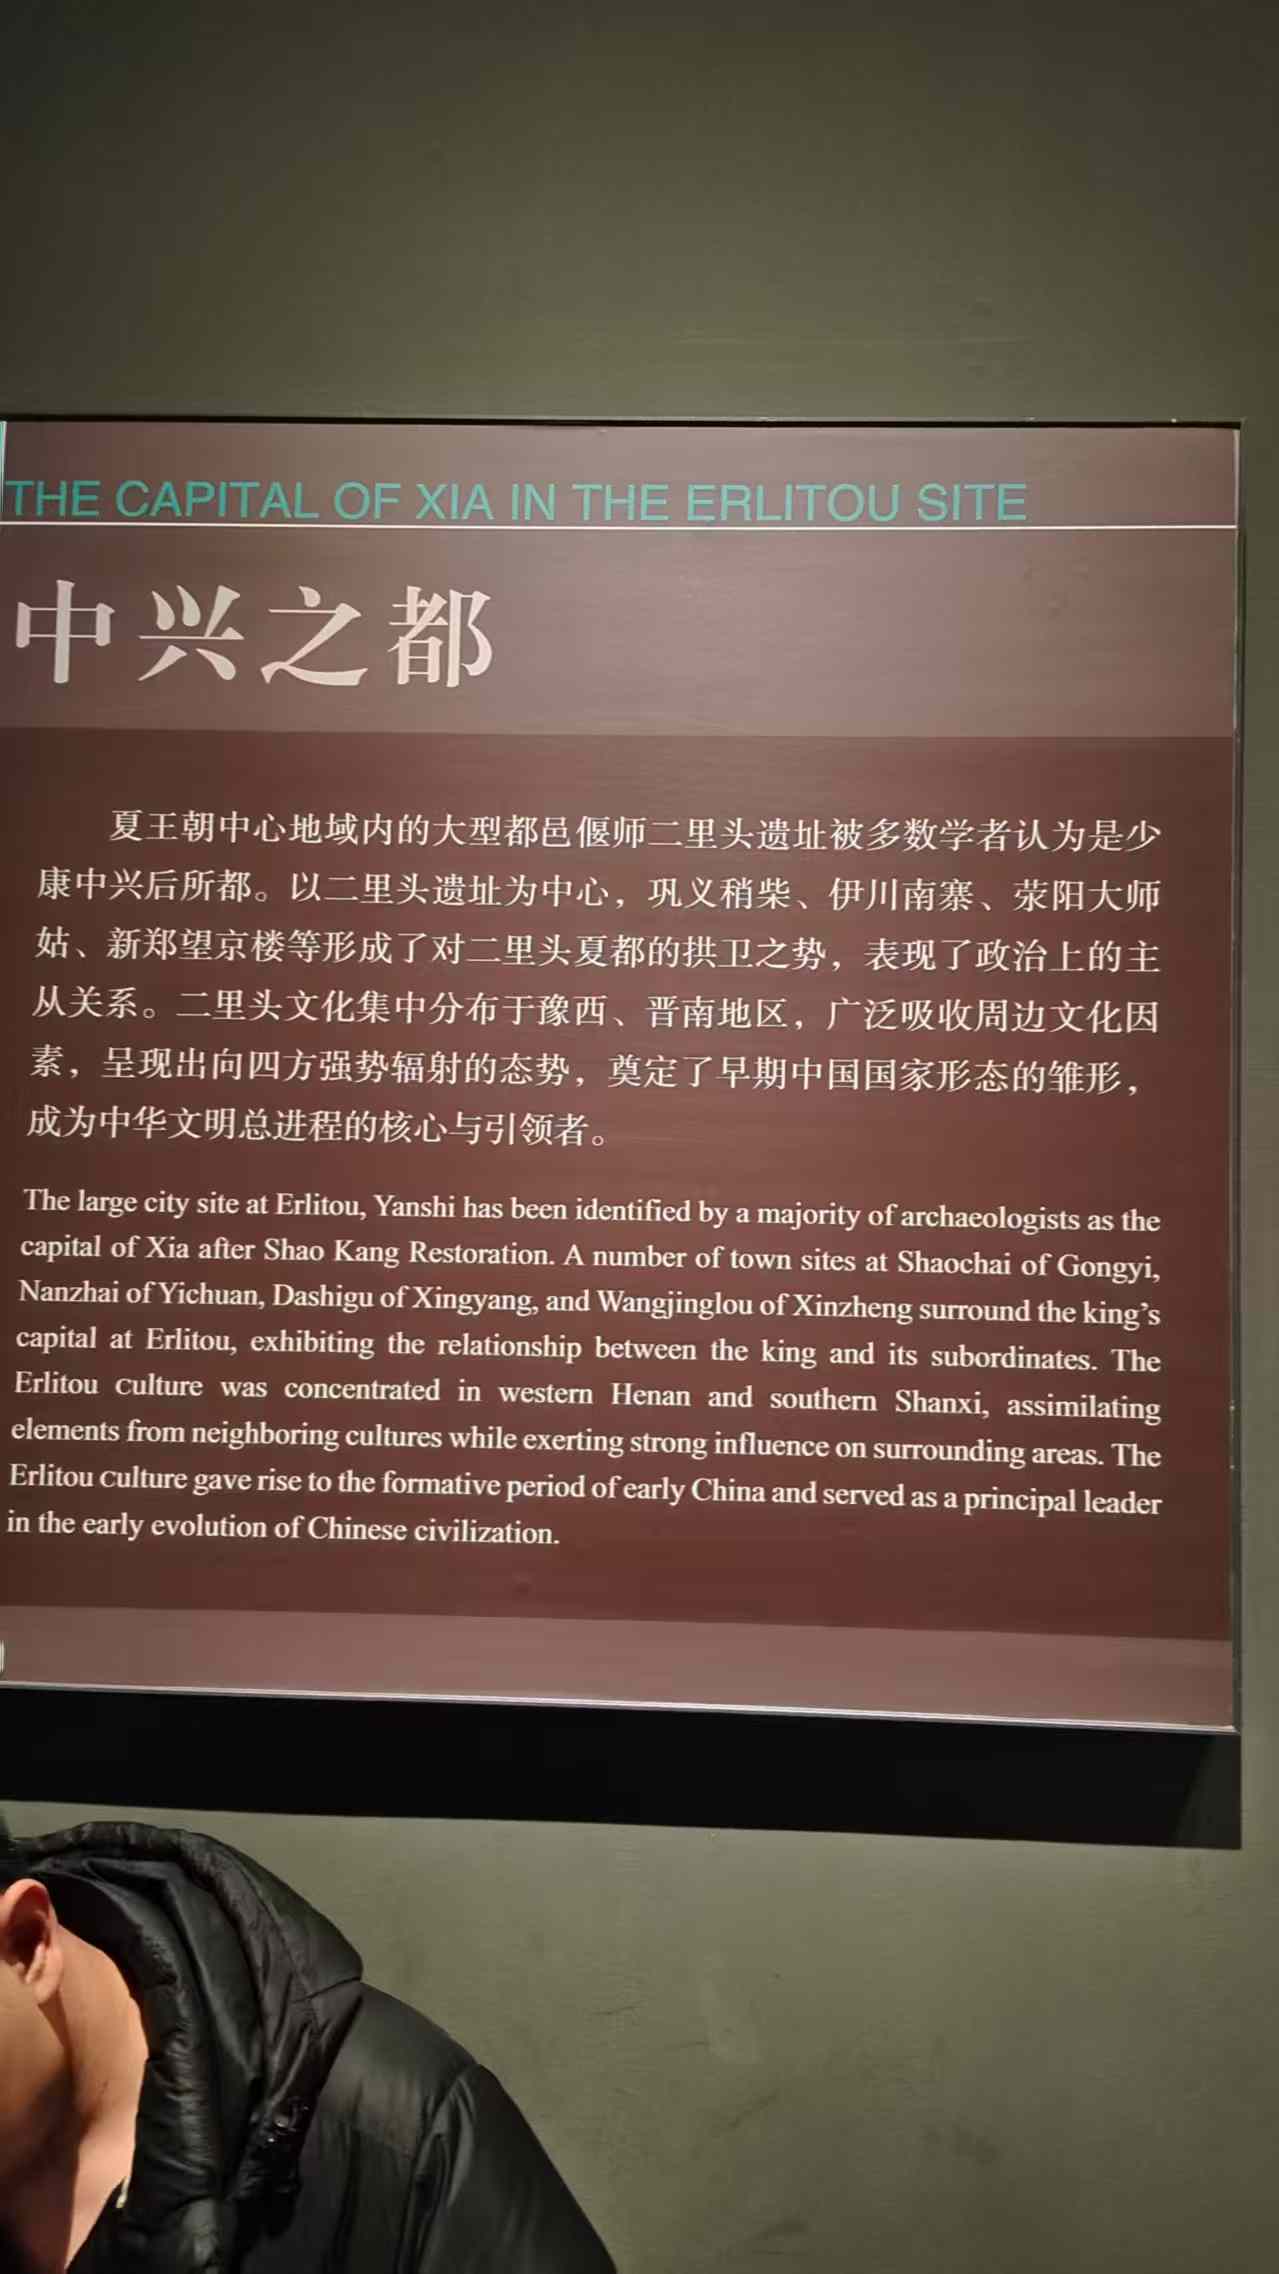 THE CAPITAL OF XIA IN THE ERLITOU SITE
中兴之都
夏王朝中心地域内的大型都邑偃师二里头遗址被多数学者认为是少
康中兴后所都。以二里头遗址为中心，巩义稍柴、伊川南寨、荥阳大师
姑、新郑望京楼等形成了对二里头夏都的拱卫之势，表现了政治上的主
从关系。二里头文化集中分布于豫西、晋南地区，广泛吸收周边文化因
素，呈现出向四方强势辐射的态势，奠定了早期中国国家形态的雏形，
成为中华文明总进程的核心与引领者。
The large city site at Erlitou, Yanshi has been identified by a majority of archaeologists as the
capital of Xia after Shao Kang Restoration. A number of town sites at Shaochai of Gongyi,
Nanzhai of Yichuan, Dashigu of Xingyang, and Wangjinglou of Xinzheng surround the king’s
capital at Erlitou, exhibiting the relationship between the king and its subordinates. The
Erlitou culture was concentrated in western Henan and southern Shanxi, assimilating
elements from neighboring cultures while exerting strong influence on surrounding areas. The
Erlitou culture gave rise to the formative period of early China and served as a principal leader
in the early evolution of Chinese civilization.